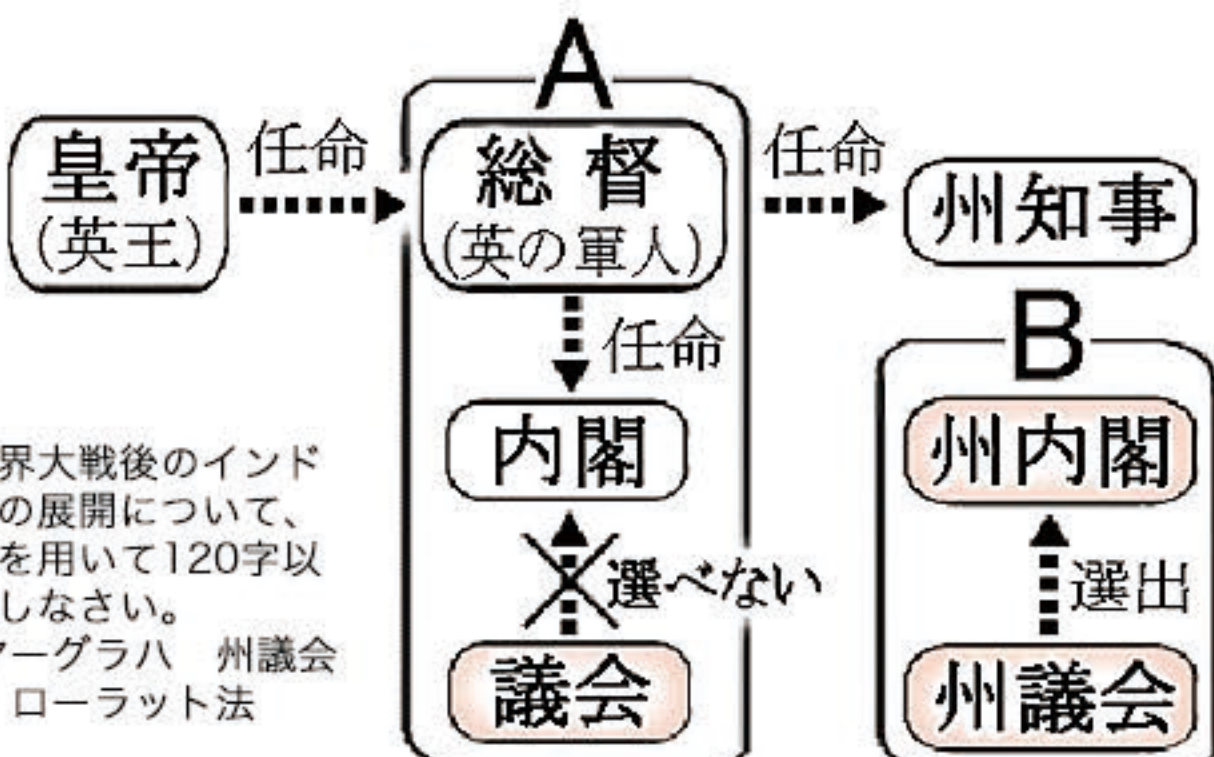 A
皇帝
(英王)
任命
総督
(英の軍人)
任命
州知事
任命
内閣
選べない
議会
B
州内閣
選出
州議会
界大戦後のインド
の展開について、
を用いて120字以
しなさい。
アーグラハ 州議会
ローラット法